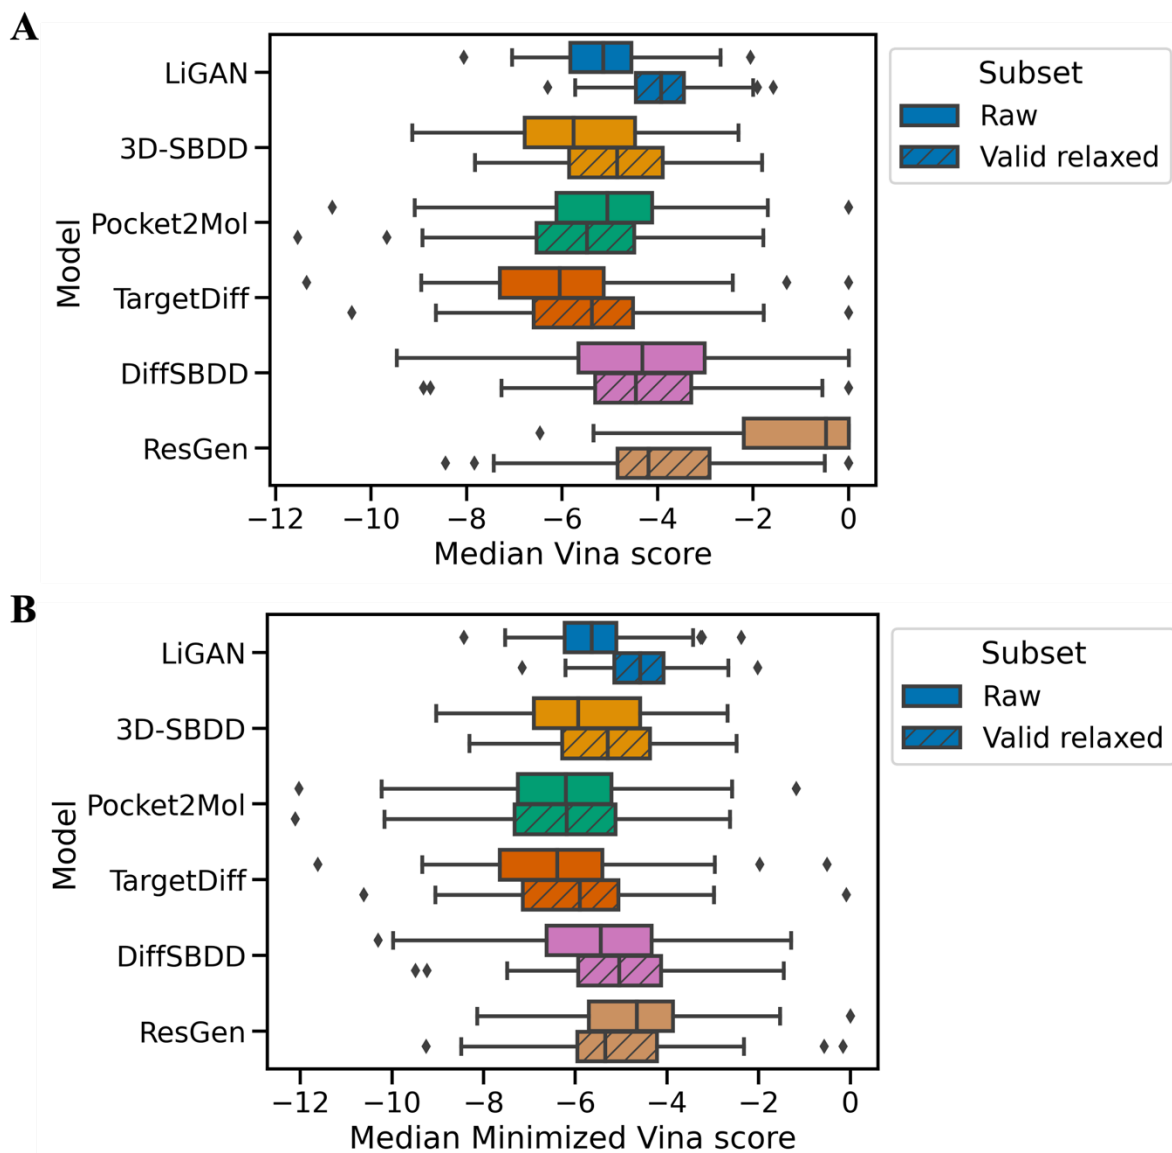 A
Model
LiGAN
3D-SBDD
Pocket2Mol
TargetDiff
DiffSBDD
ResGen
−12 −10 −8 −6 −4 −2 0
Median Vina score
Subset
Raw
Valid relaxed
B
Model
LiGAN
3D-SBDD
Pocket2Mol
TargetDiff
DiffSBDD
ResGen
−12 −10 −8 −6 −4 −2 0
Median Minimized Vina score
Subset
Raw
Valid relaxed